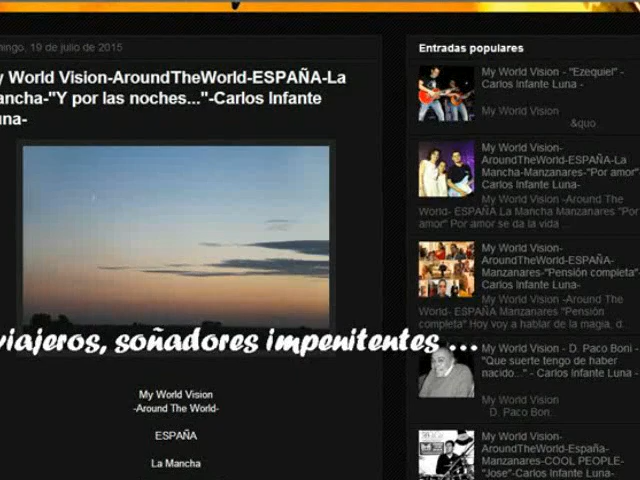 ingo, 19 de julio de 2015
y World Vision-AroundTheWorld-ESPAÑA-La
ancha-"Y por las noches..."-Carlos Infante
una-
viajeros, soñadores impenitentes ...
My World Vision
-Around The World-
ESPAÑA
La Mancha
Entradas populares
My World Vision - "Ezequiel" -
Carlos Infante Luna -
My World Vision
&quo...
My World Vision-
AroundTheWorld-ESPAÑA-La
Mancha-Manzanares-"Por amor"
Carlos Infante Luna-
My World Vision -Around The
World- ESPAÑA La Mancha Manzanares "Por
amor" Por amor se da la vida ...
My World Vision-
AroundTheWorld-ESPAÑA-
Manzanares-"Pensión completa"-
Carlos Infante Luna-
My World Vision -Around The
World- ESPAÑA Manzanares "Pensión
completa" Hoy voy a hablar de la magia, d...
My World Vision - D. Paco Boni -
"Que suerte tengo de haber
nacido..." - Carlos Infante Luna -
My World Vision
D. Paco Boni.
My World Vision-
AroundTheWorld-España-
Manzanares-COOL PEOPLE-
"Jose"-Carlos Infante Luna-